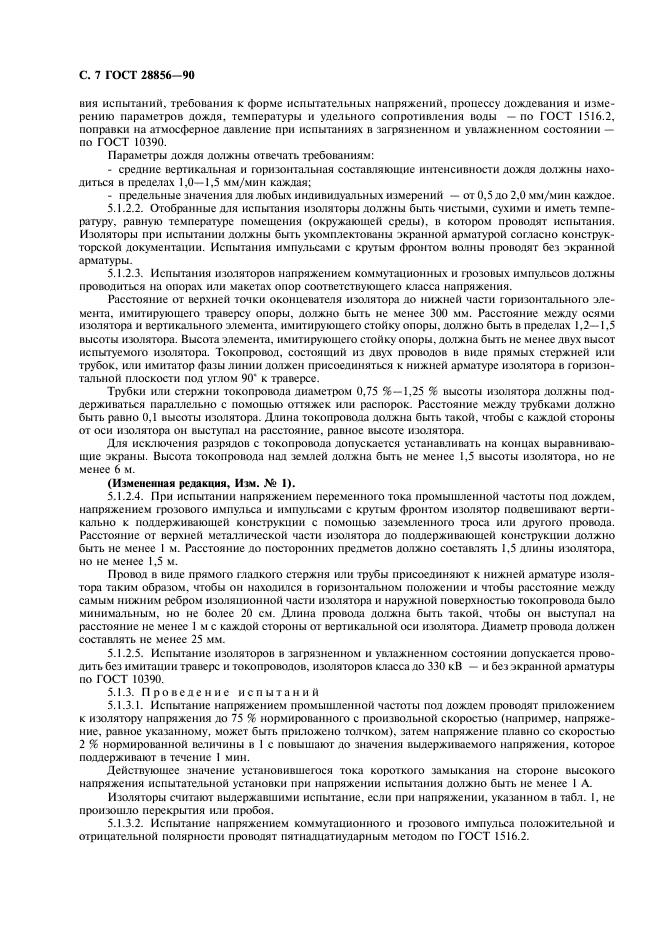 С. 7 ГОСТ 28856—90
вия испытаний, требования к форме испытательных напряжений, процессу дождевания и изме-
рению параметров дождя, температуры и удельного сопротивления воды — по ГОСТ 1516.2,
поправки на атмосферное давление при испытаниях в загрязненном и увлажненном состоянии —
по ГОСТ 10390.
Параметры дождя должны отвечать требованиям:
- средние вертикальная и горизонтальная составляющие интенсивности дождя должны нахо-
диться в пределах 1,0—1,5 мм/мин каждая;
- предельные значения для любых индивидуальных измерений — от 0,5 до 2,0 мм/мин каждое.
5.1.2.2. Отобранные для испытания изоляторы должны быть чистыми, сухими и иметь темпе-
ратуру, равную температуре помещения (окружающей среды), в котором проводят испытания.
Изоляторы при испытании должны быть укомплектованы экранной арматурой согласно конструк-
торской документации. Испытания импульсами с крутым фронтом волны проводят без экранной
арматуры.
5.1.2.3. Испытания изоляторов напряжением коммутационных и грозовых импульсов должны
проводиться на опорах или макетах опор соответствующего класса напряжения.
Расстояние от верхней точки оконцевателя изолятора до нижней части горизонтального эле-
мента, имитирующего траверсу опоры, должно быть не менее 300 мм. Расстояние между осями
изолятора и вертикального элемента, имитирующего стойку опоры, должно быть в пределах 1,2—1,5
высоты изолятора. Высота элемента, имитирующего стойку опоры, должна быть не менее двух высот
испытуемого изолятора. Токопровод, состоящий из двух проводов в виде прямых стержней или
трубок, или имитатор фазы линии должен присоединяться к нижней арматуре изолятора в горизон-
тальной плоскости под углом 90° к траверсе.
Трубки или стержни токопровода диаметром 0,75 %—1,25 % высоты изолятора должны под-
держиваться параллельно с помощью оттяжек или распорок. Расстояние между трубками должно
быть равно 0,1 высоты изолятора. Длина токопровода должна быть такой, чтобы с каждой стороны
от оси изолятора он выступал на расстояние, равное высоте изолятора.
Для исключения разрядов с токопровода допускается устанавливать на концах выравниваю-
щие экраны. Высота токопровода над землей должна быть не менее 1,5 высоты изолятора, но не
менее 6 м.
(Измененная редакция, Изм. № 1).
5.1.2.4. При испытании напряжением переменного тока промышленной частоты под дождем,
напряжением грозового импульса и импульсами с крутым фронтом изолятор подвешивают верти-
кально к поддерживающей конструкции с помощью заземленного троса или другого провода.
Расстояние от верхней металлической части изолятора до поддерживающей конструкции должно
быть не менее 1 м. Расстояние до посторонних предметов должно составлять 1,5 длины изолятора,
но не менее 1,5 м.
Провод в виде прямого гладкого стержня или трубы присоединяют к нижней арматуре изоля-
тора таким образом, чтобы он находился в горизонтальном положении и чтобы расстояние между
самым нижним ребром изоляционной части изолятора и наружной поверхностью токопровода было
минимальным, но не более 20 см. Длина провода должна быть такой, чтобы он выступал на
расстояние не менее 1 м с каждой стороны от вертикальной оси изолятора. Диаметр провода должен
составлять не менее 25 мм.
5.1.2.5. Испытание изоляторов в загрязненном и увлажненном состоянии допускается прово-
дить без имитации траверс и токопроводов, изоляторов класса до 330 кВ — и без экранной арматуры
по ГОСТ 10390.
5.1.3. Проведение испытаний
5.1.3.1. Испытание напряжением промышленной частоты под дождем проводят приложением
к изолятору напряжения до 75 % нормированного с произвольной скоростью (например, напряже-
ние, равное указанному, может быть приложено толчком), затем напряжение плавно со скоростью
2 % нормированной величины в 1 с повышают до значения выдерживаемого напряжения, которое
поддерживают в течение 1 мин.
Действующее значение установившегося тока короткого замыкания на стороне высокого
напряжения испытательной установки при напряжении испытания должно быть не менее 1 А.
Изоляторы считают выдержавшими испытание, если при напряжении, указанном в табл. 1, не
произошло перекрытия или пробоя.
5.1.3.2. Испытание напряжением коммутационного и грозового импульса положительной и
отрицательной полярности проводят пятнадцатиударным методом по ГОСТ 1516.2.